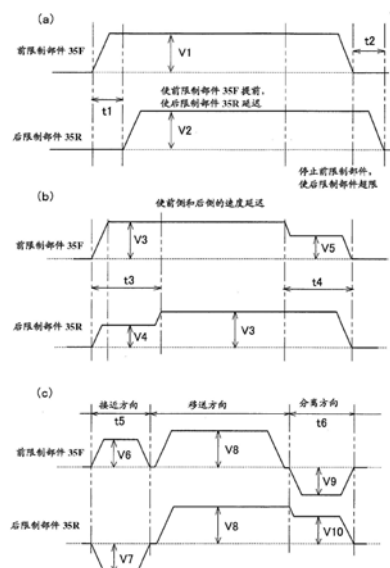 (a)
前限制部件 35F
V1
t2
t1
使前限制部件 35F 提前,
使后限制部件 35R 延迟
后限制部件 35R
V2
停止前限制部件,
使后限制部件超限
(b)
使前侧和后侧的速度延迟
前限制部件 35F
V3
V5
t3
t4
后限制部件 35R
V4
V3
(c)
接近方向
移送方向
分离方向
t5
t6
前限制部件 35F
V6
V8
V9
后限制部件 35R
V8
V10
V7